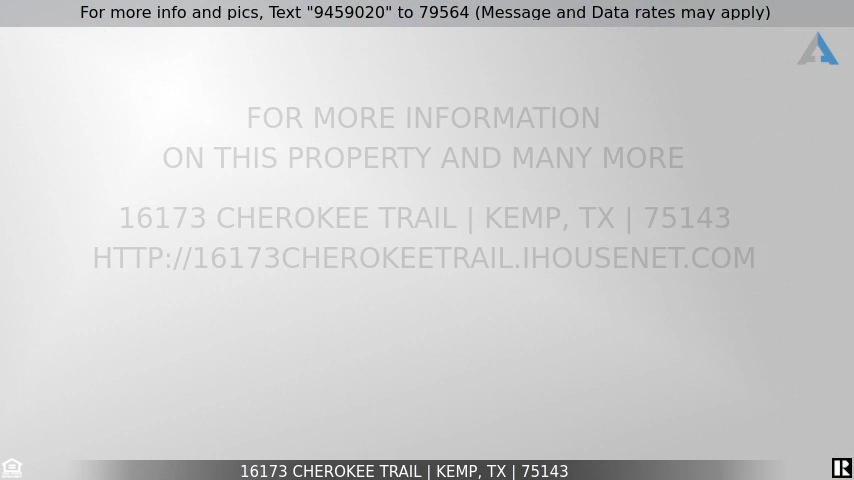 For more info and pics, Text "9459020" to 79564 (Message and Data rates may apply)
FOR MORE INFORMATION
ON THIS PROPERTY AND MANY MORE
16173 CHEROKEE TRAIL | KEMP, TX | 75143
HTTP://16173CHEROKEETRAIL.IHOUSENET.COM
16173 CHEROKEE TRAIL | KEMP, TX | 75143